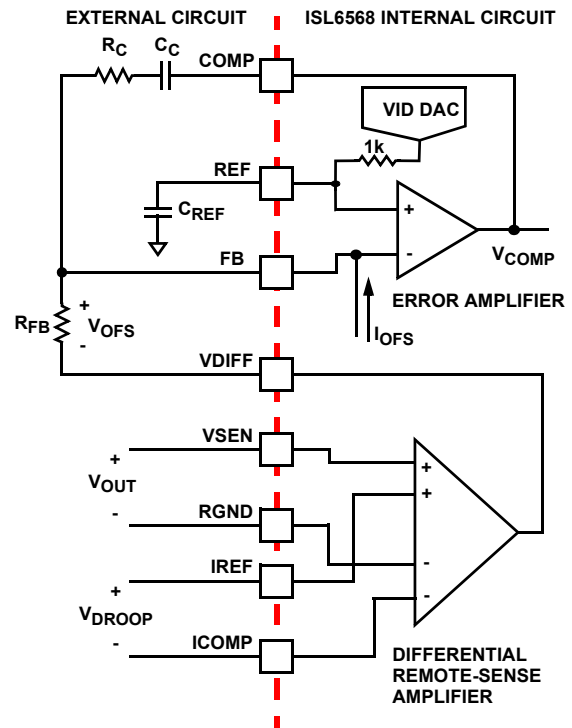 EXTERNAL CIRCUIT
ISL6568 INTERNAL CIRCUIT
RC
CC
COMP
VID DAC
1k
REF
CREF
+
-
FB
VCOMP
ERROR AMPLIFIER
IOFS
RFB
+
VOFS
-
VDIFF
VSEN
+
VOUT
-
RGND
+
+
-
-
IREF
+
VDROOP
-
ICOMP
DIFFERENTIAL
REMOTE-SENSE
AMPLIFIER